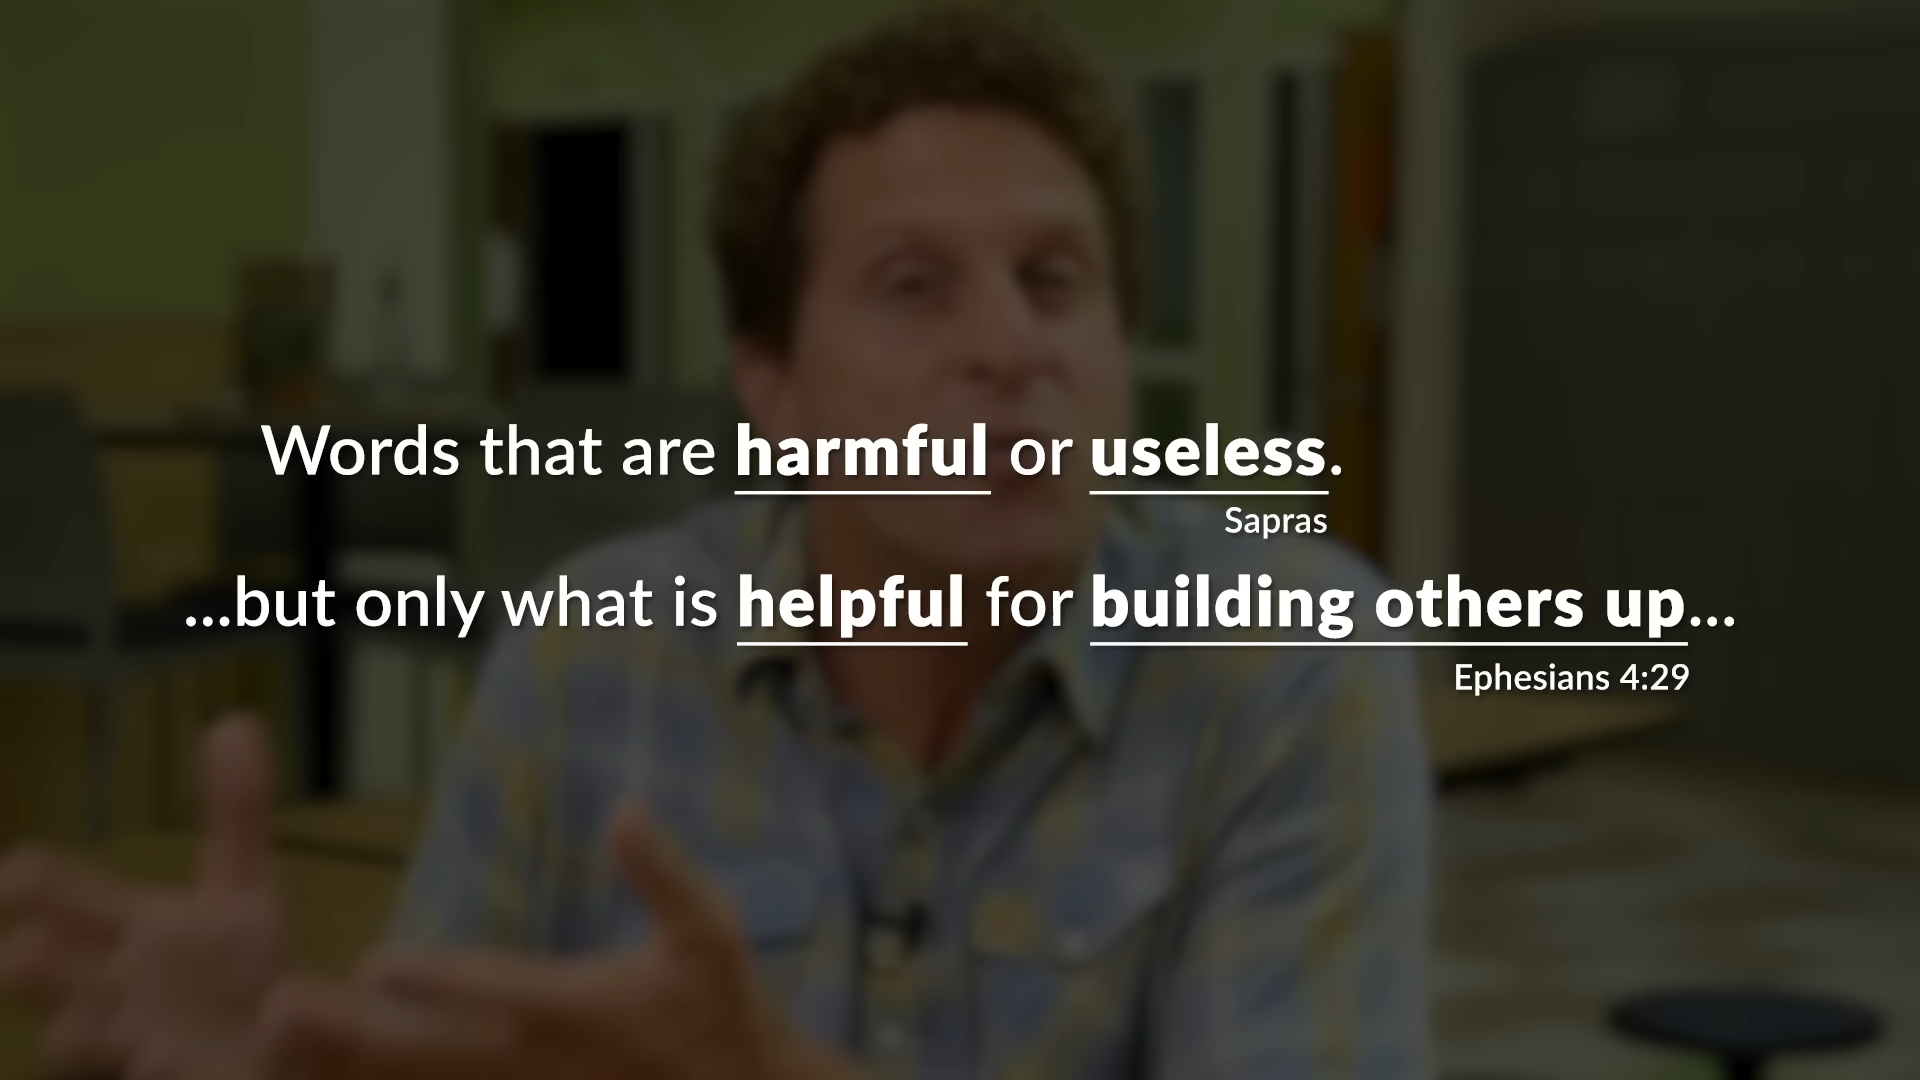 Words that are harmful or useless.
Sapras
...but only what is helpful for building others up...
Ephesians 4:29